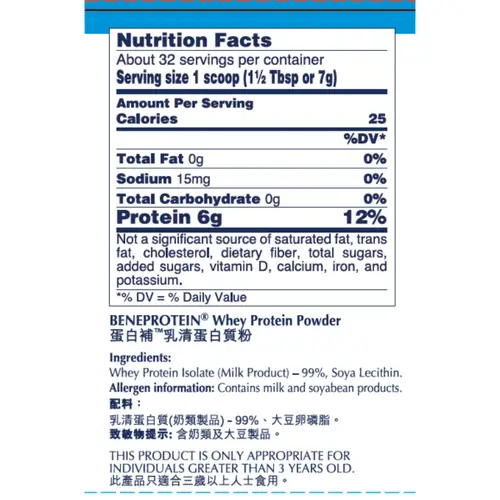 Nutrition Facts
About 32 servings per container
Serving size 1 scoop (1½ Tbsp or 7g)
Amount Per Serving
Calories 25
%DV*
Total Fat 0g 0%
Sodium 15mg 0%
Total Carbohydrate 0g 0%
Protein 6g 12%
Not a significant source of saturated fat, trans
fat, cholesterol, dietary fiber, total sugars,
added sugars, vitamin D, calcium, iron, and
potassium.
*% DV = % Daily Value
BENEPROTEIN® Whey Protein Powder
蛋白補™乳清蛋白質粉
Ingredients:
Whey Protein Isolate (Milk Product) – 99%, Soya Lecithin.
Allergen information: Contains milk and soyabean products.
配料：
乳清蛋白質(奶類製品) – 99%、大豆卵磷脂。
致敏物提示: 含奶類及大豆製品。
THIS PRODUCT IS ONLY APPROPRIATE FOR
INDIVIDUALS GREATER THAN 3 YEARS OLD.
此產品只適合三歲以上人士食用。